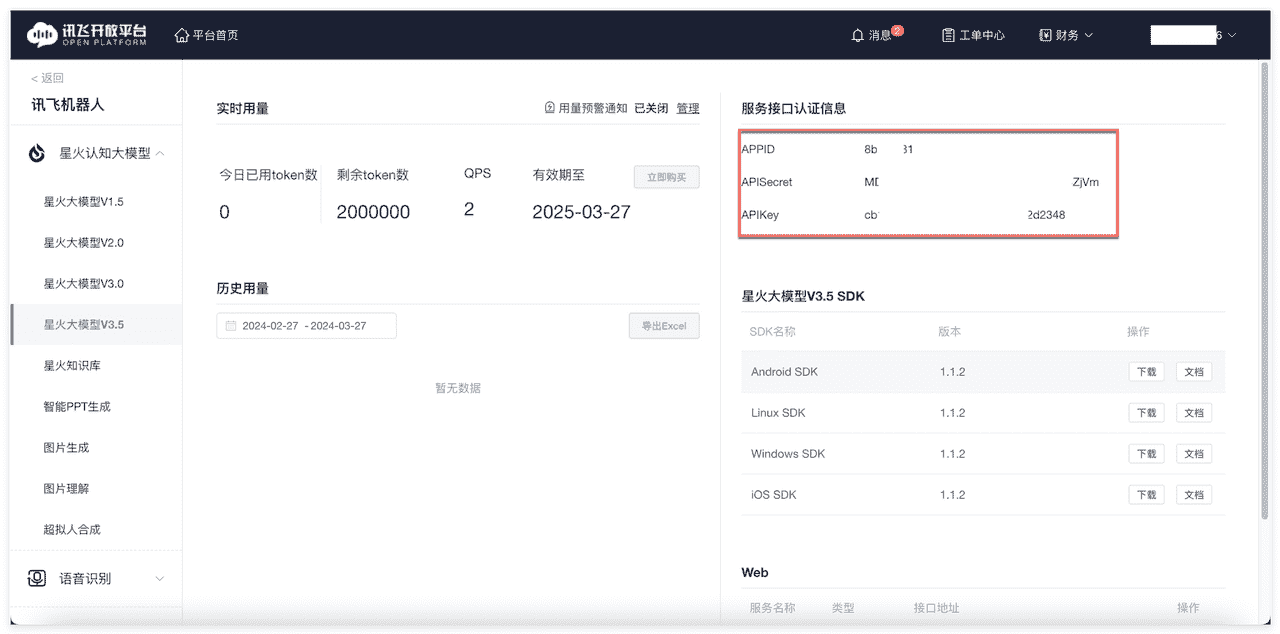 讯飞开放平台
OPEN PLATFORM
平台首页
消息 2
工单中心
财务
6
< 返回
讯飞机器人
星火认知大模型
星火大模型V1.5
星火大模型V2.0
星火大模型V3.0
星火大模型V3.5
星火知识库
智能PPT生成
图片生成
图片理解
超拟人合成
语音识别
实时用量
用量预警通知 已关闭 管理
今日已用token数 剩余token数 QPS 有效期至 立即购买
0 2000000 2 2025-03-27
历史用量
2024-02-27 - 2024-03-27 导出Excel
暂无数据
服务接口认证信息
APPID 8b 31
APISecret MD ZjVm
APIKey cb 2d2348
星火大模型V3.5 SDK
SDK名称 版本 操作
Android SDK 1.1.2 下载 文档
Linux SDK 1.1.2 下载 文档
Windows SDK 1.1.2 下载 文档
iOS SDK 1.1.2 下载 文档
Web
服务名称 类型 接口地址 操作